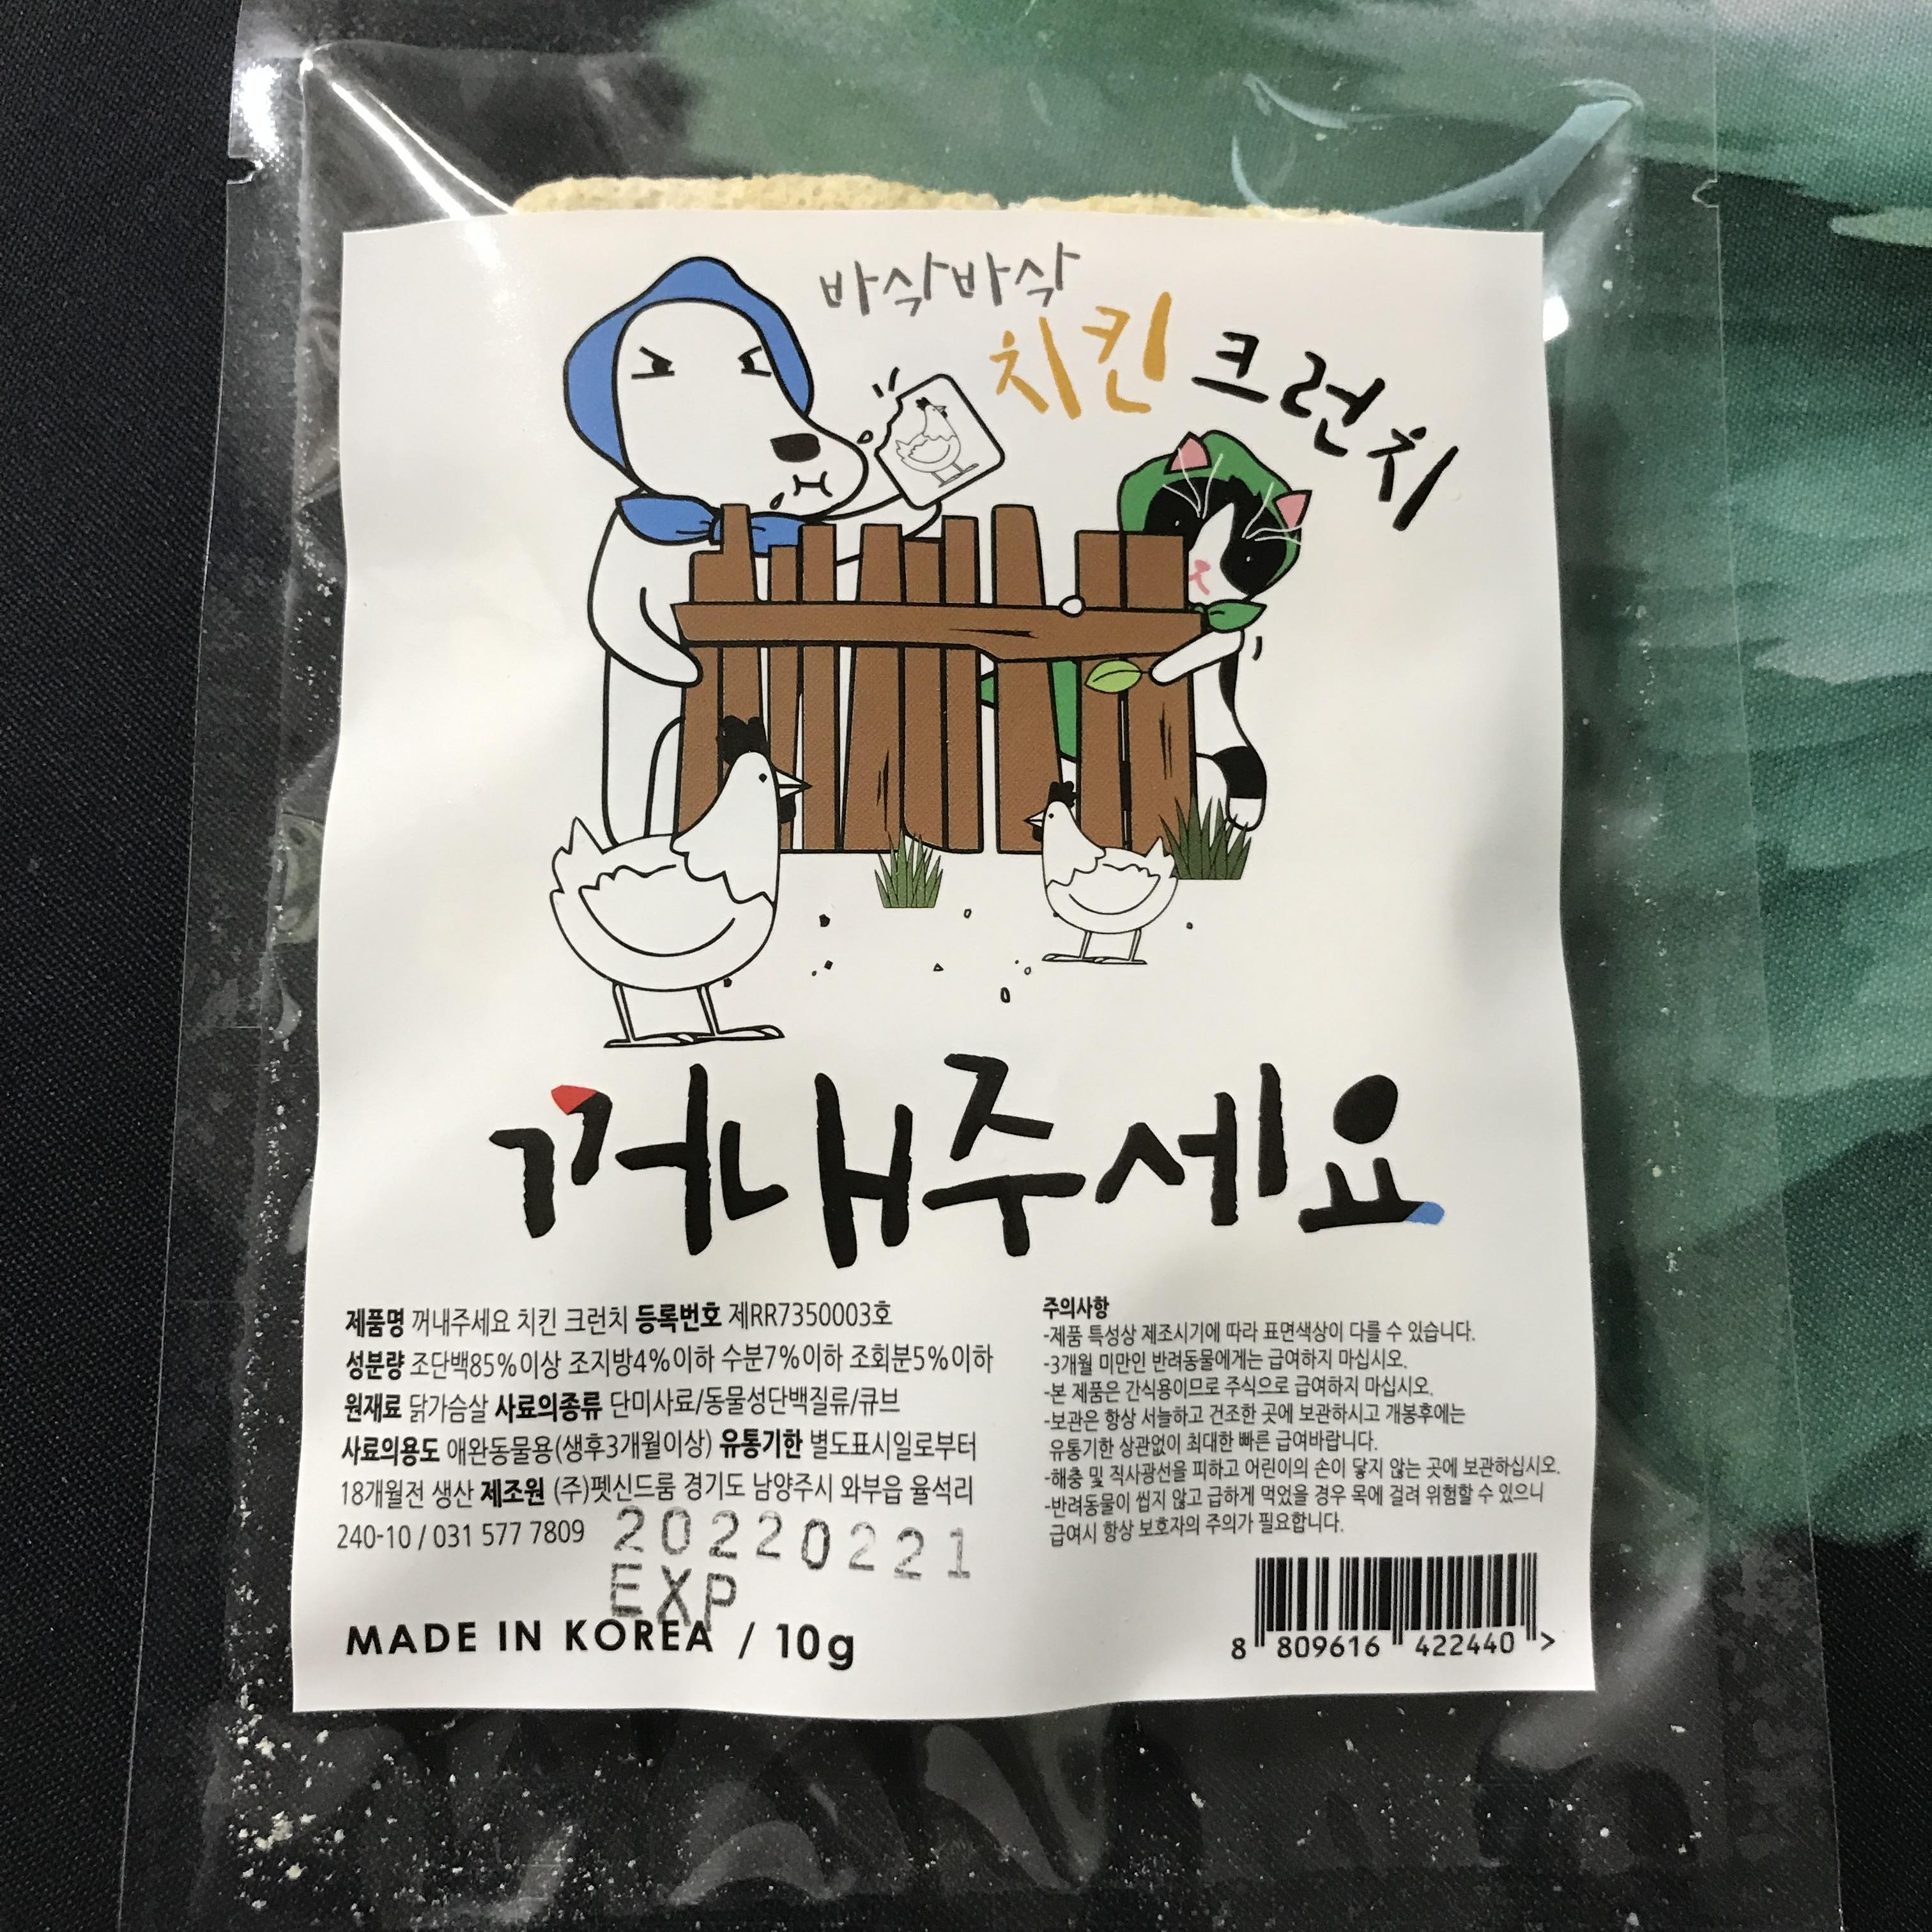 바삭바삭
치킨 크런치
꺼내주세요
제품명 꺼내주세요 치킨 크런치 등록번호 제RR7350003호
성분량 조단백85%이상 조지방4%이하 수분7%이하 조회분5%이하
원재료 닭가슴살 사료의종류 단미사료/동물성단백질류/큐브
사료의용도 애완동물용(생후3개월이상) 유통기한 별도표시일로부터
18개월전 생산 제조원 (주)펫신드룸 경기도 남양주시 와부읍 율석리
240-10 / 031 577 7809
20220221
EXP
MADE IN KOREA / 10g
주의사항
-제품 특성상 제조시기에 따라 표면색상이 다를 수 있습니다.
-3개월 미만인 반려동물에게는 급여하지 마십시오.
-본 제품은 간식용이므로 주식으로 급여하지 마십시오.
-보관은 항상 서늘하고 건조한 곳에 보관하시고 개봉후에는
유통기한 상관없이 최대한 빠른 급여바랍니다.
-해충 및 직사광선을 피하고 어린이의 손이 닿지 않는 곳에 보관하십시오.
-반려동물이 씹지 않고 급하게 먹었을 경우 목에 걸려 위험할 수 있으니
급여시 항상 보호자의 주의가 필요합니다.
8 809616 422440 >